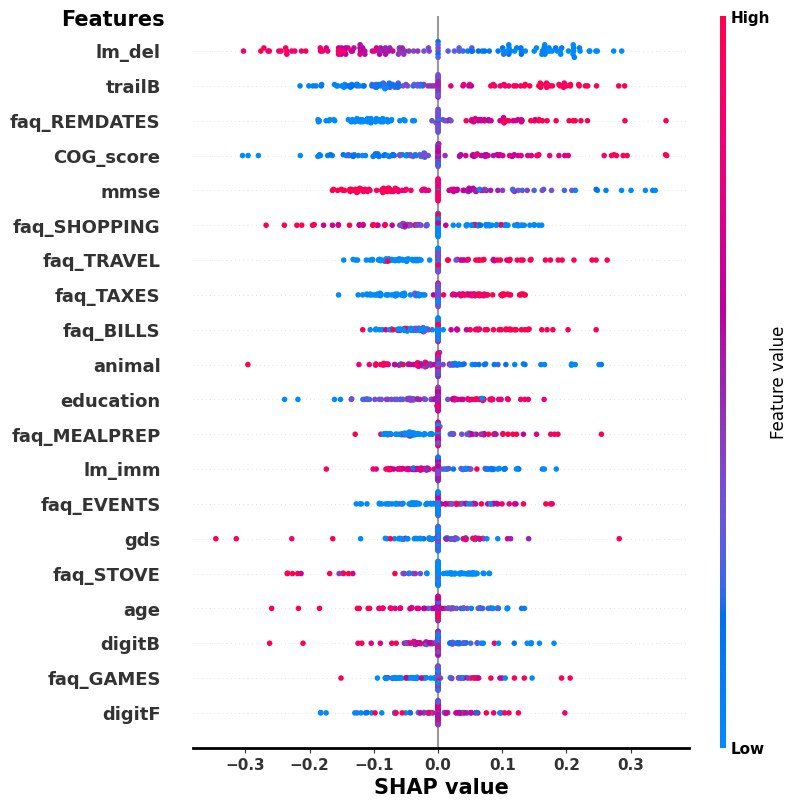 Features
High
lm_del
trailB
faq_REMDATES
COG_score
mmse
faq_SHOPPING
faq_TRAVEL
faq_TAXES
faq_BILLS
animal
education
faq_MEALPREP
lm_imm
faq_EVENTS
gds
faq_STOVE
age
digitB
faq_GAMES
digitF
Feature value
Low
−0.3 −0.2 −0.1 0.0 0.1 0.2 0.3
SHAP value